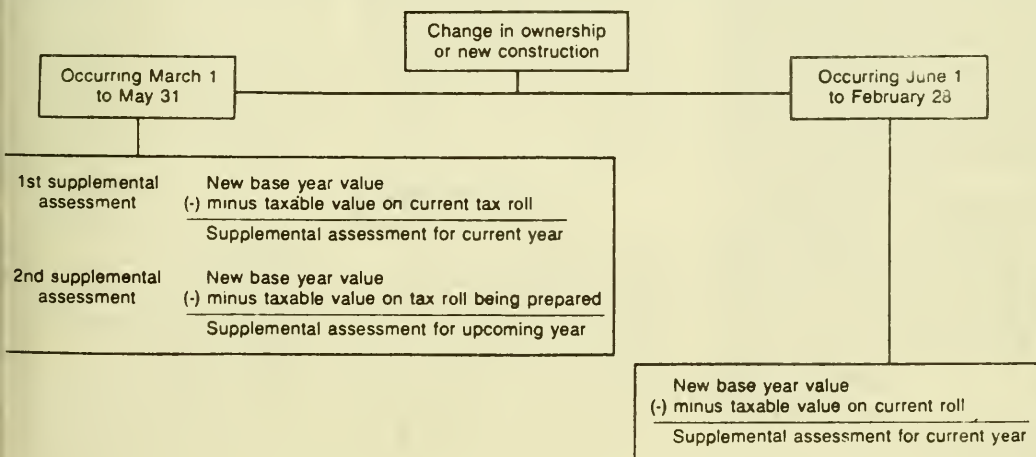 Change in ownership
or new construction
Occurring March 1
to May 31
Occurring June 1
to February 28
1st supplemental
assessment
New base year value
(-) minus taxable value on current tax roll
Supplemental assessment for current year
2nd supplemental
assessment
New base year value
(-) minus taxable value on tax roll being prepared
Supplemental assessment for upcoming year
New base year value
(-) minus taxable value on current roll
Supplemental assessment for current year